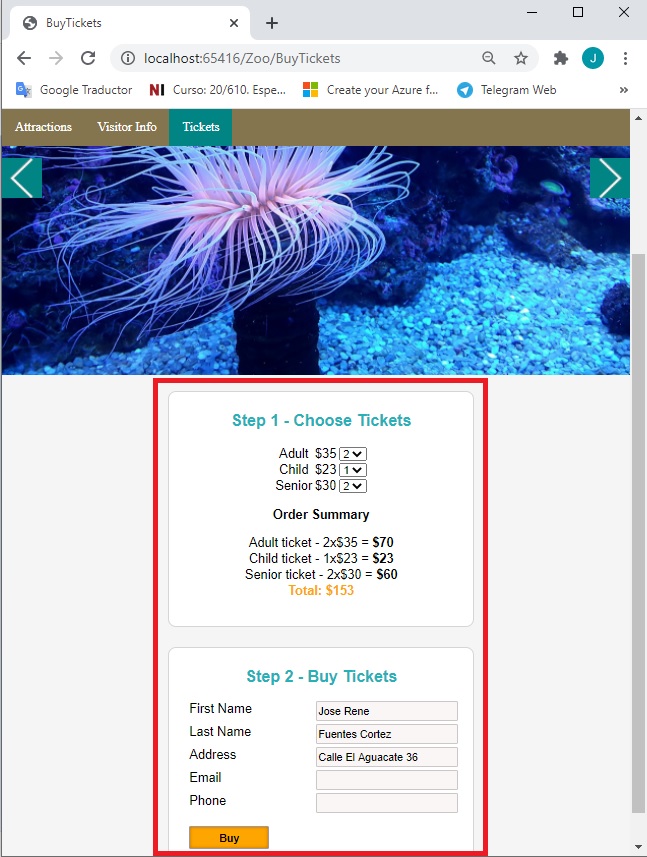 BuyTickets
localhost:65416/Zoo/BuyTickets
J
Google Traductor
NI Curso: 20/610. Espe...
Create your Azure f...
Telegram Web
»
Attractions Visitor Info Tickets
Step 1 - Choose Tickets
Adult $35 2
Child $23 1
Senior $30 2
Order Summary
Adult ticket - 2x$35 = $70
Child ticket - 1x$23 = $23
Senior ticket - 2x$30 = $60
Total: $153
Step 2 - Buy Tickets
First Name Jose Rene
Last Name Fuentes Cortez
Address Calle El Aguacate 36
Email
Phone
Buy